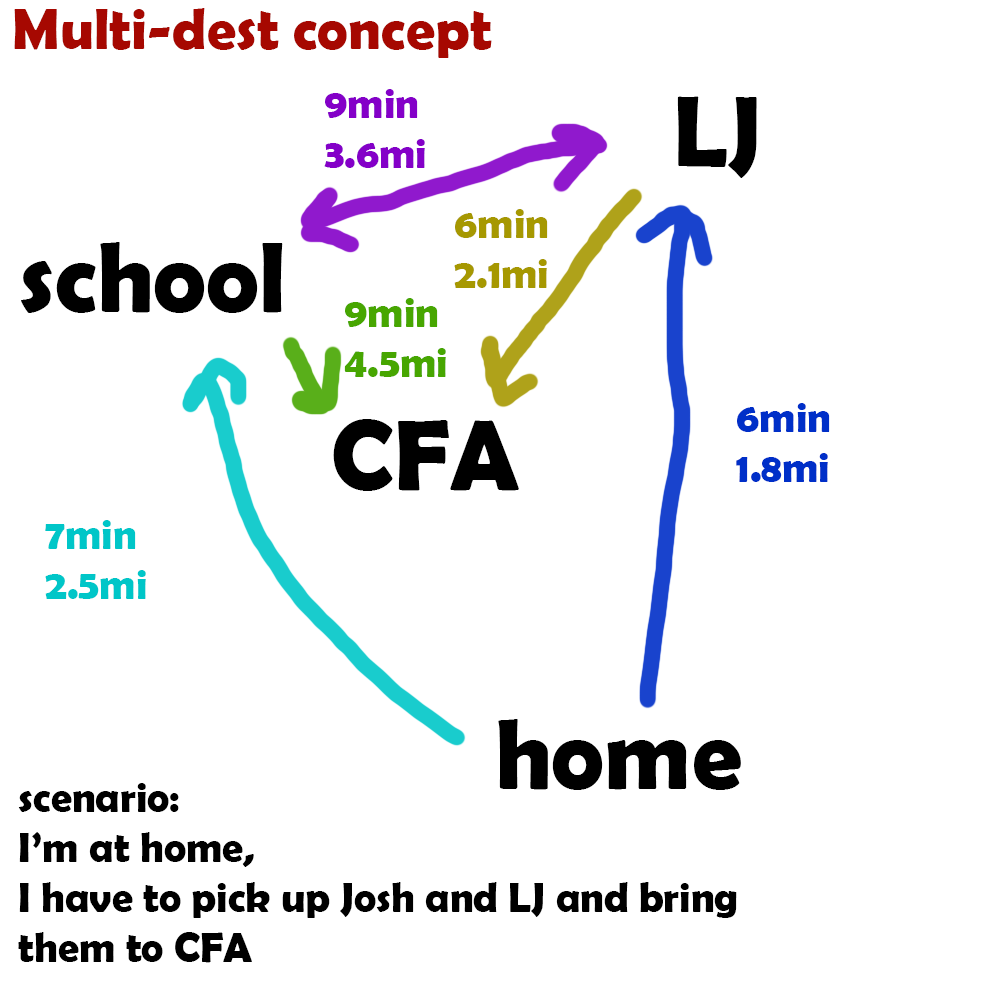 Multi-dest concept
9min
3.6mi
LJ
6min
2.1mi
school
9min
4.5mi
CFA
6min
1.8mi
7min
2.5mi
home
scenario:
I'm at home,
I have to pick up Josh and LJ and bring
them to CFA